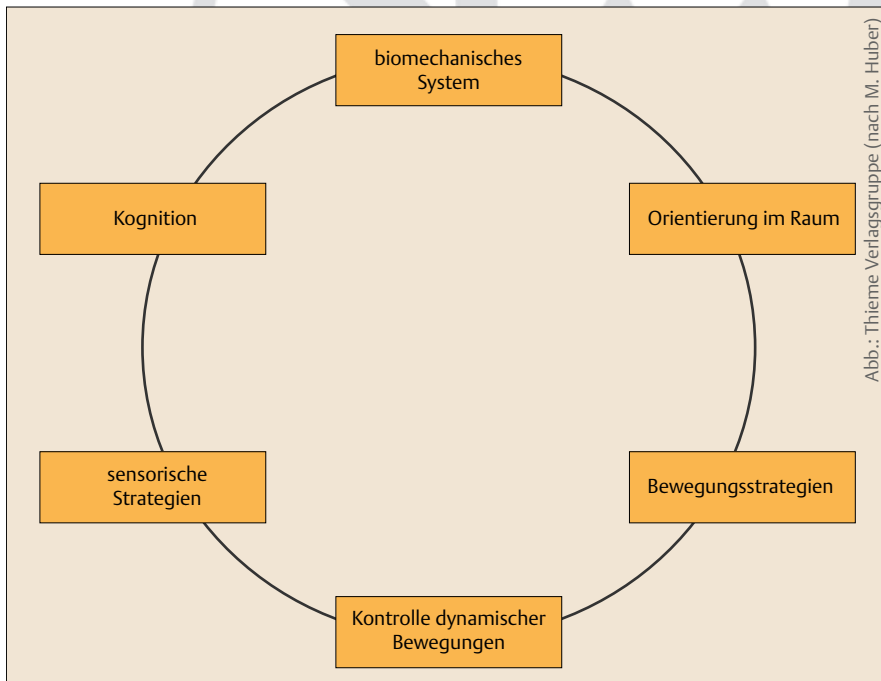 biomechanisches
System
Kognition
Orientierung im Raum
sensorische
Strategien
Bewegungsstrategien
Kontrolle dynamischer
Bewegungen
Abb.: Thieme Verlagsgruppe (nach M. Huber)